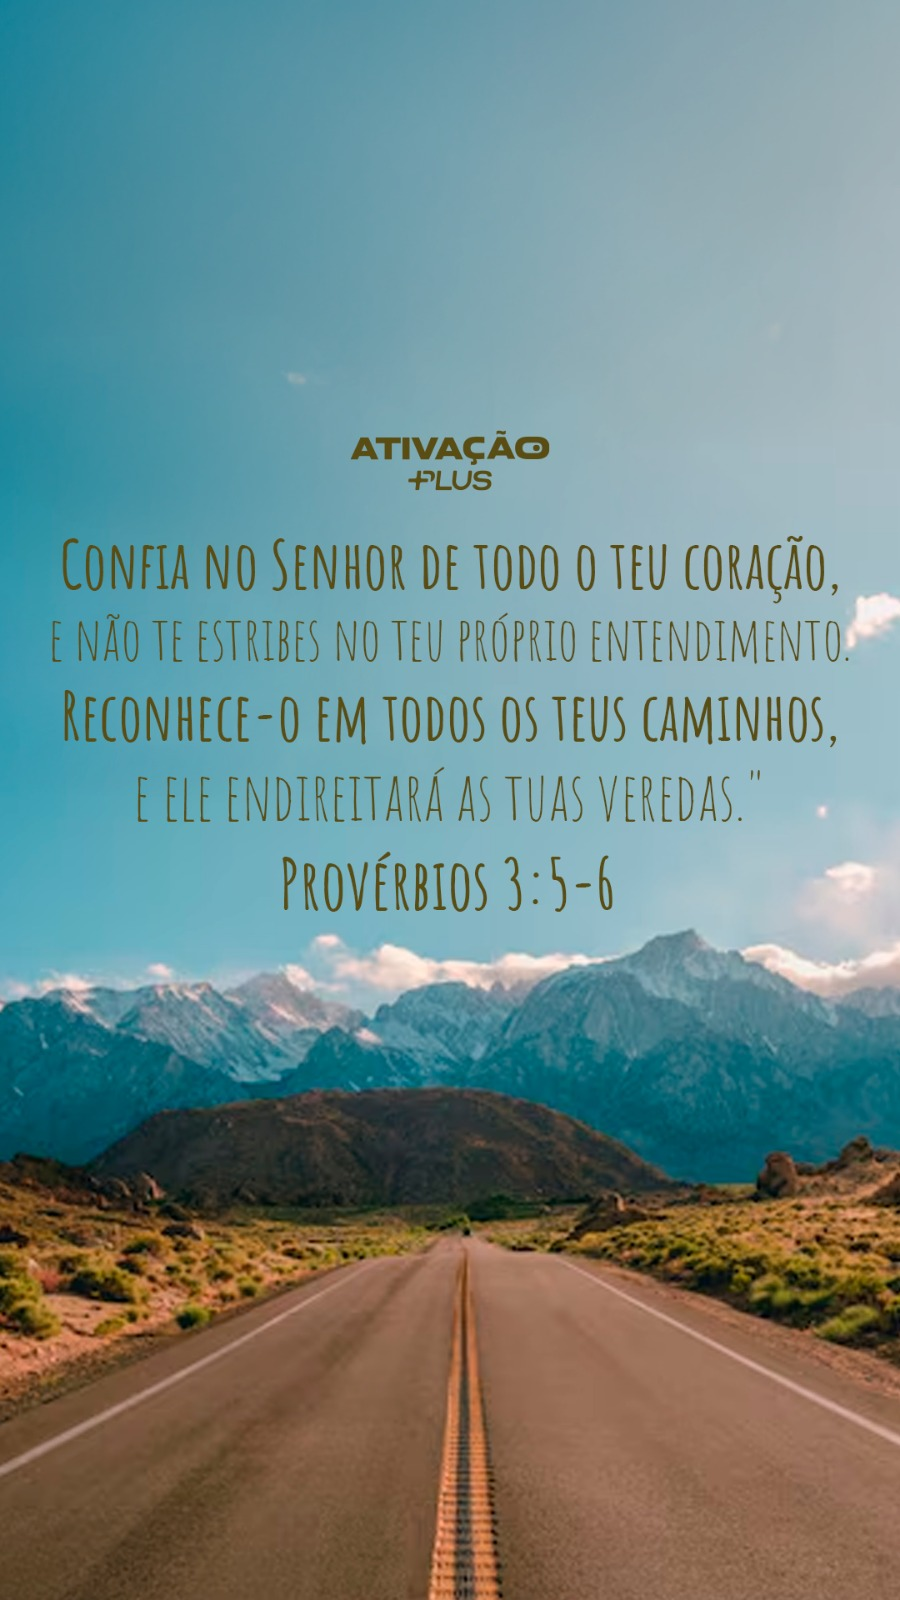 ATIVAÇÃO
+PLUS
Confia no Senhor de todo o teu coração,
e não te estribes no teu próprio entendimento.
Reconhece-o em todos os teus caminhos,
e ele endireitará as tuas veredas."
Provérbios 3:5-6